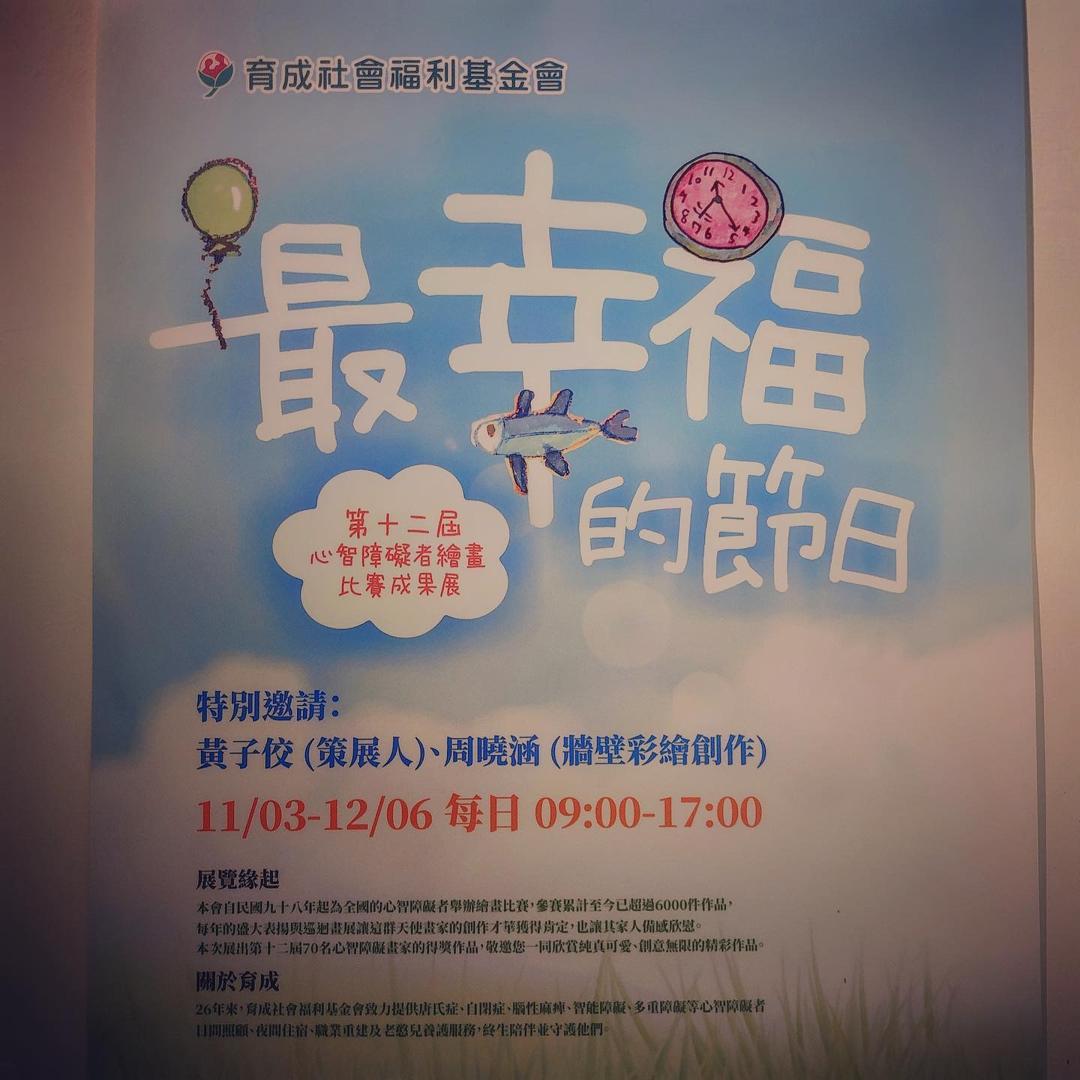 育成社會福利基金會
最幸福
的節日
第十二屆
心智障礙者繪畫
比賽成果展
特別邀請:
黃子佼 (策展人)、周曉涵 (牆壁彩繪創作)
11/03-12/06 每日 09:00-17:00
展覽緣起
本會自民國九十八年起為全國的心智障礙者舉辦繪畫比賽,參賽累計至今已超過6000件作品,
每年的盛大表揚與巡迴畫展讓這群天使畫家的創作才華獲得肯定,也讓其家人備感欣慰。
本次展出第十二屆70名心智障礙畫家的得獎作品,敬邀您一同欣賞純真可愛、創意無限的精彩作品。
關於育成
26年來,育成社會福利基金會致力提供唐氏症、自閉症、腦性麻痺、智能障礙、多重障礙等心智障礙者
日間照顧、夜間住宿、職業重建及老憨兒養護服務,終生陪伴並守護他們。